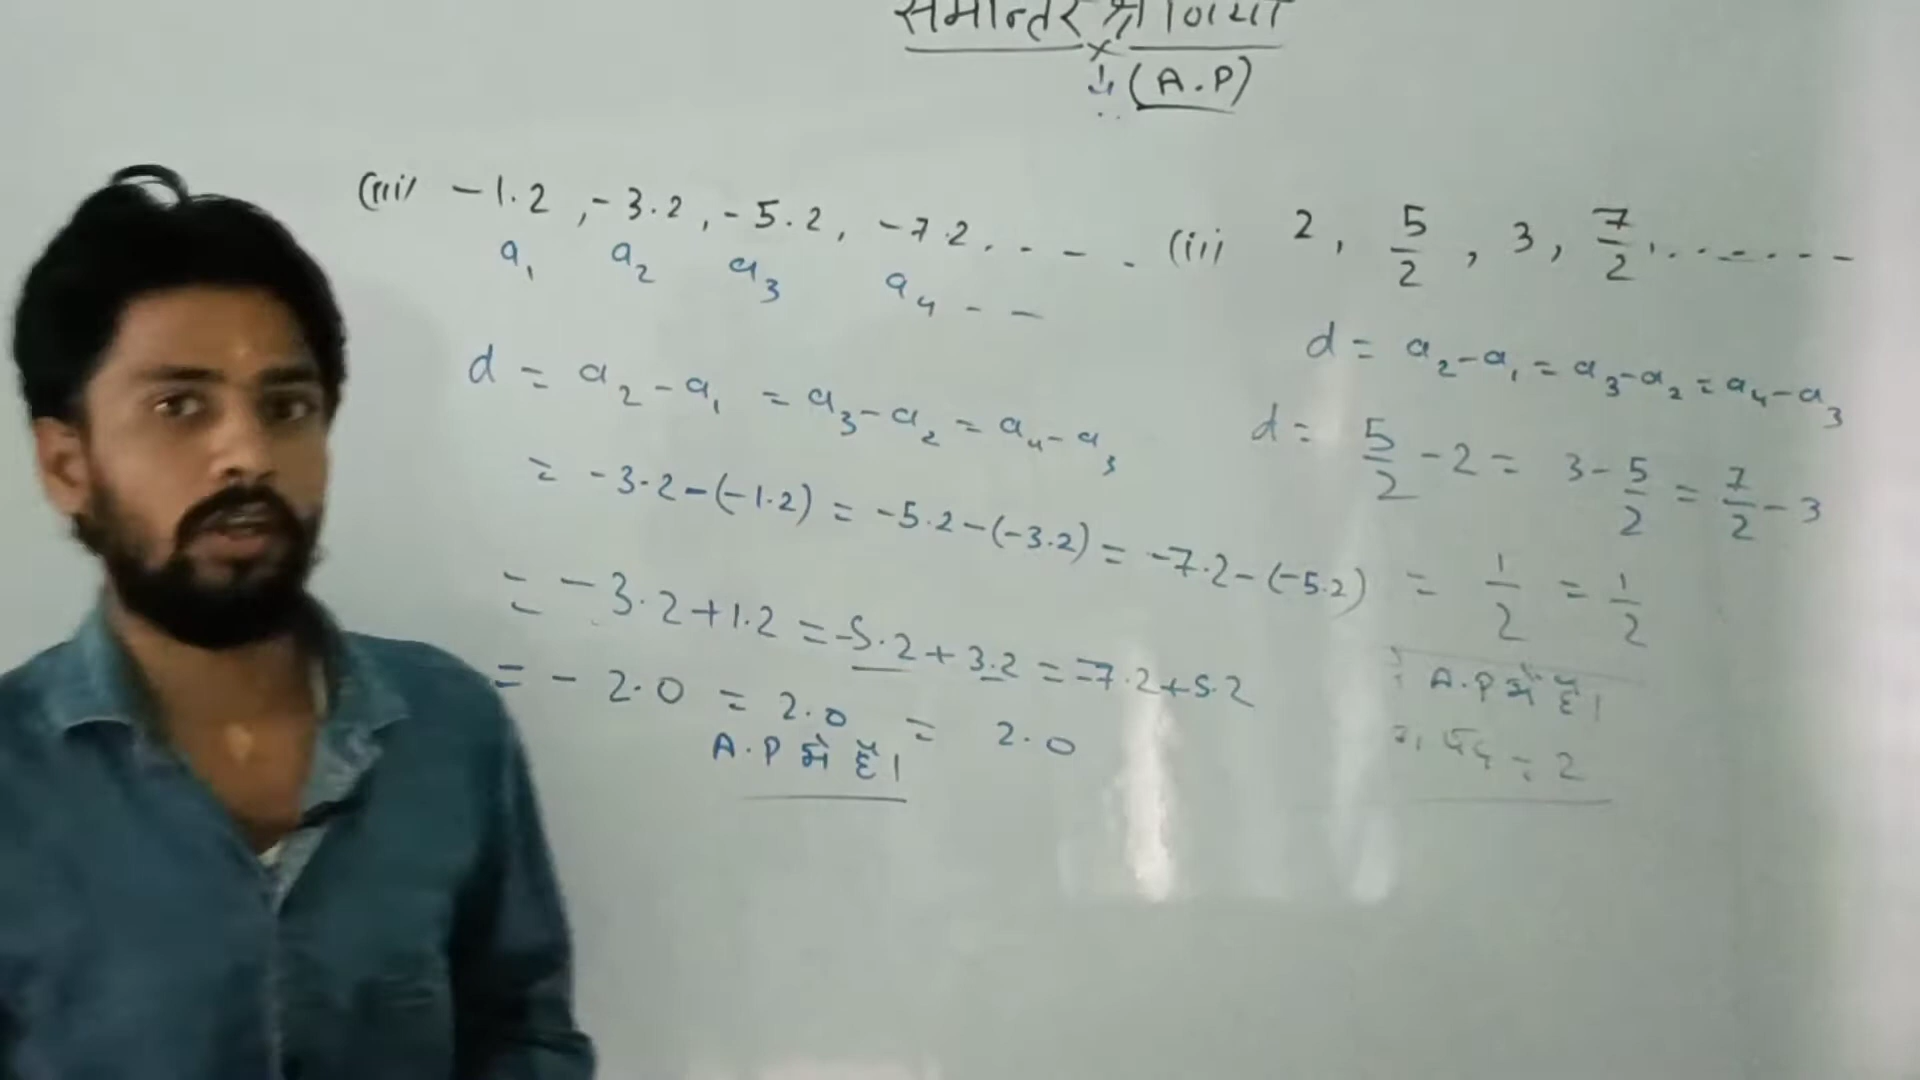 समान्तर श्रेणियाँ
(A.P)
(iii) -1.2, -3.2, -5.2, -7.2. - - -
a₁ a₂ a₃ a₄ - -
d = a₂ - a₁ = a₃ - a₂ = a₄ - a₃
= -3.2 - (-1.2) = -5.2 - (-3.2) = -7.2 - (-5.2)
= -3.2 + 1.2 = -5.2 + 3.2 = -7.2 + 5.2
= - 2.0 = 2.0 = 2.0
A.P में हैं।
(ii) 2, 5/2, 3, 7/2, . . . - . - -
d = a₂ - a₁ = a₃ - a₂ = a₄ - a₃
d = 5/2 - 2 = 3 - 5/2 = 7/2 - 3
= 1/2 = 1/2
A.P में हैं।
पद = 2